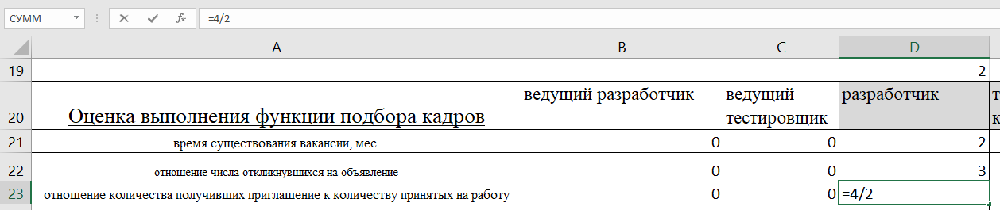 СУММ =4/2
A B C D
19 2
20 Оценка выполнения функции подбора кадров ведущий разработчик ведущий тестировщик разработчик т к
21 время существования вакансии, мес. 0 0 2
22 отношение числа откликнувшихся на объявление 0 0 3
23 отношение количества получивших приглашение к количеству принятых на работу 0 0 =4/2